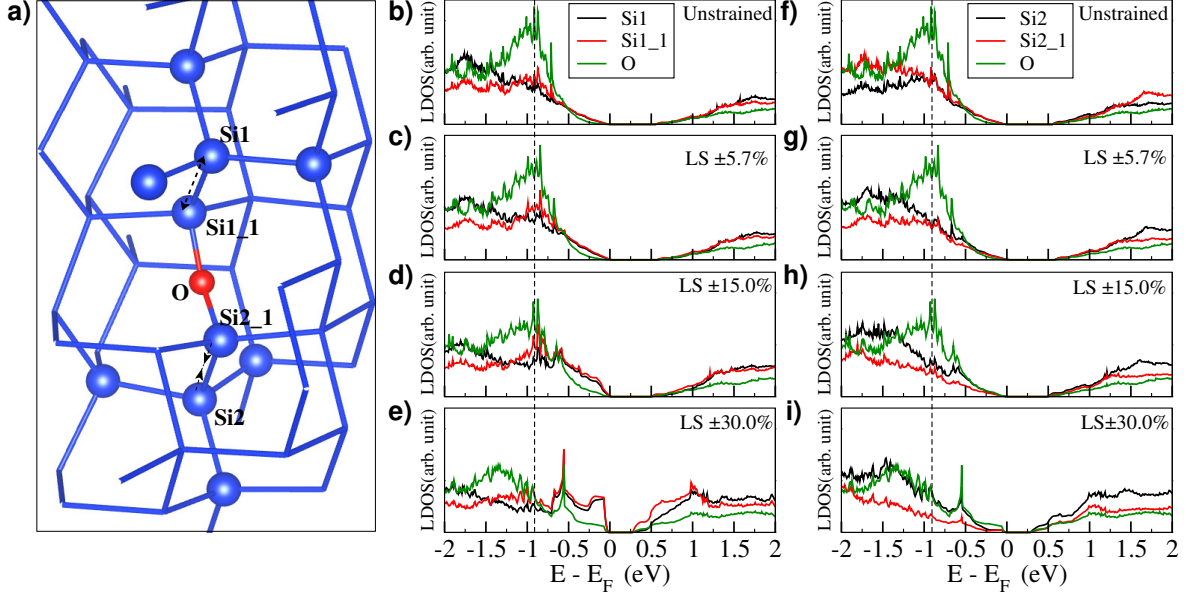 a)
Si1
Si1_1
O
Si2_1
Si2
b)
Unstrained
Si1
Si1_1
O
LDOS(arb. unit)
c)
LS ±5.7%
LDOS(arb. unit)
d)
LS ±15.0%
LDOS(arb. unit)
e)
LS ±30.0%
LDOS(arb. unit)
-2 -1.5 -1 -0.5 0 0.5 1 1.5 2
E - E_F (eV)
f)
Unstrained
Si2
Si2_1
O
LDOS(arb. unit)
g)
LS ±5.7%
LDOS(arb. unit)
h)
LS ±15.0%
LDOS(arb. unit)
i)
LS±30.0%
LDOS(arb. unit)
-2 -1.5 -1 -0.5 0 0.5 1 1.5 2
E - E_F (eV)